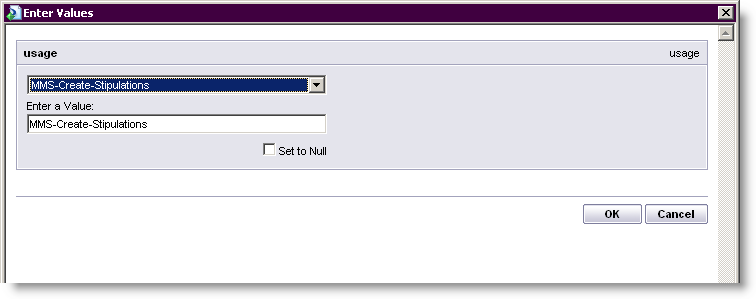 Enter Values
usage usage
MMS-Create-Stipulations
Enter a Value:
MMS-Create-Stipulations
Set to Null
OK Cancel